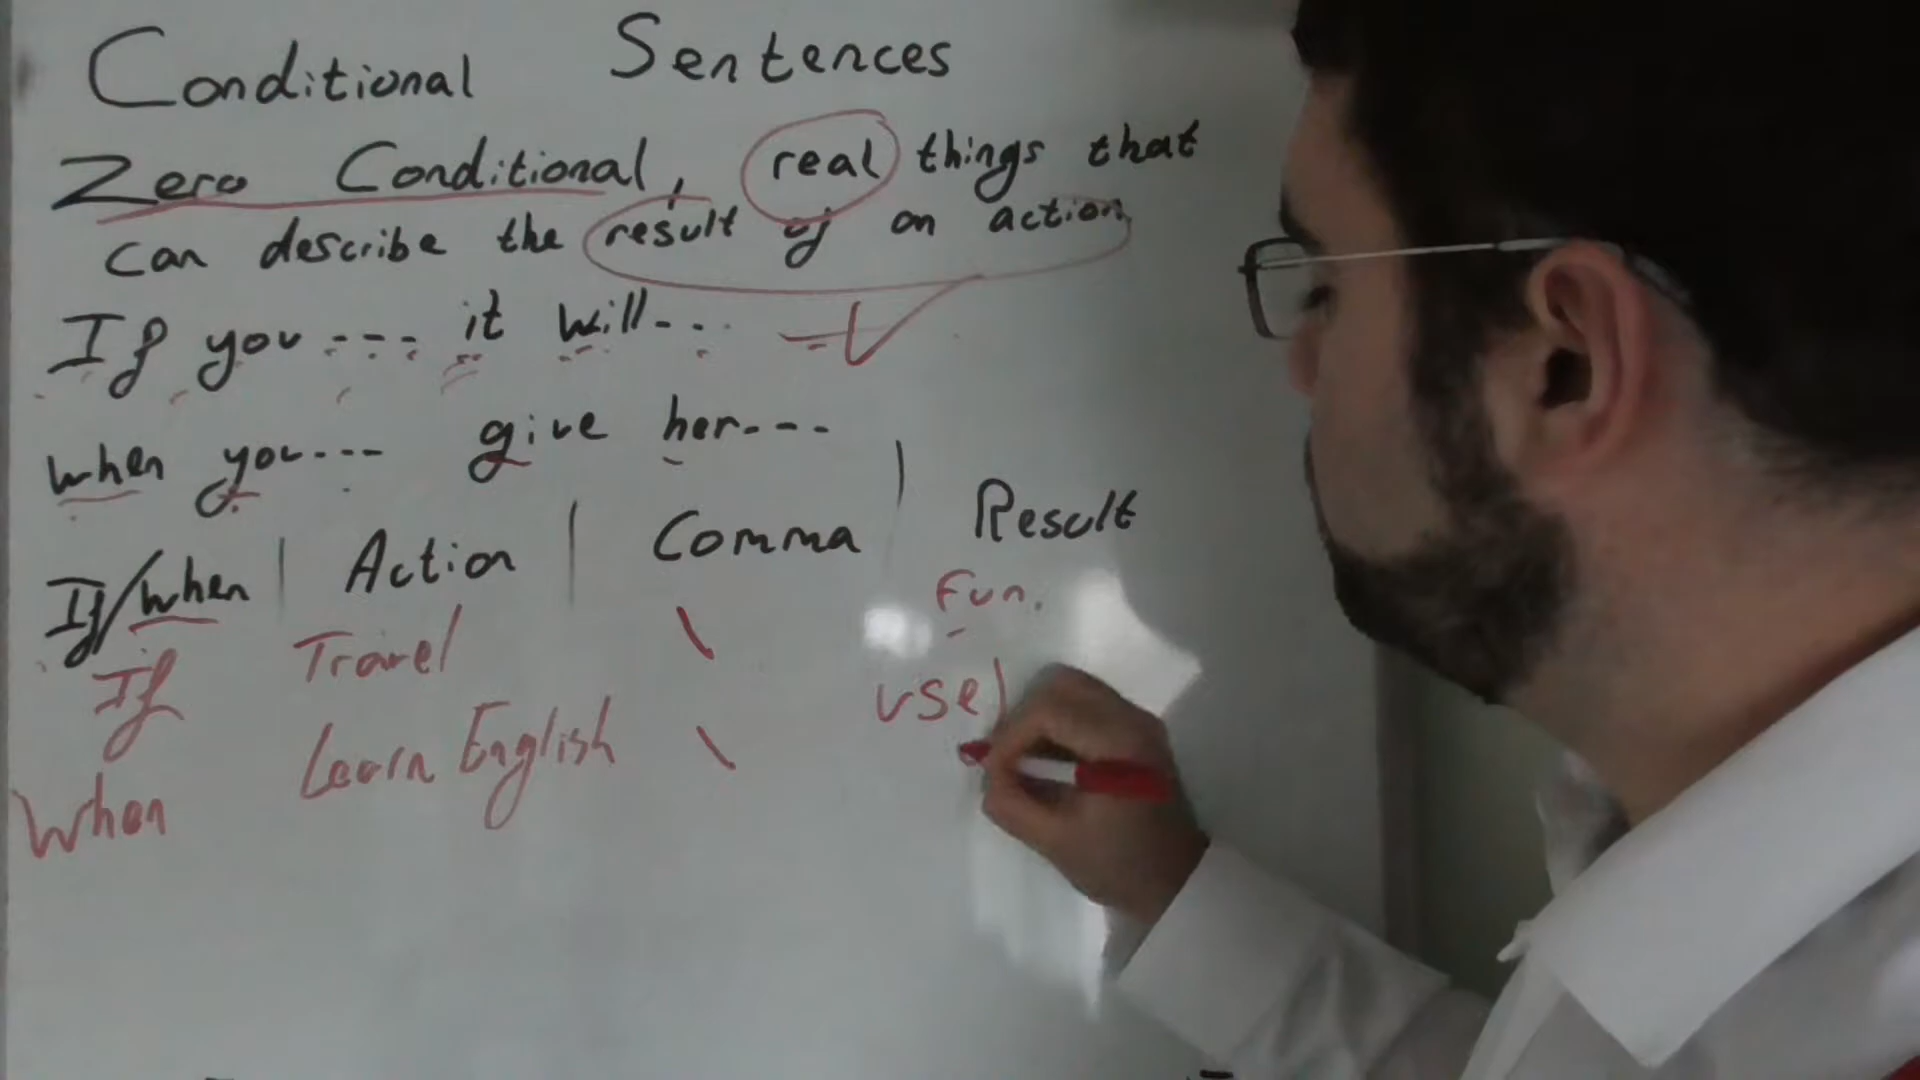 Conditional Sentences
Zero Conditional, real things that
can describe the result of an action
If you --- it will---
when you--- give her---
If/when | Action | Comma | Result
If Travel \ Fun.
When Learn English \ use